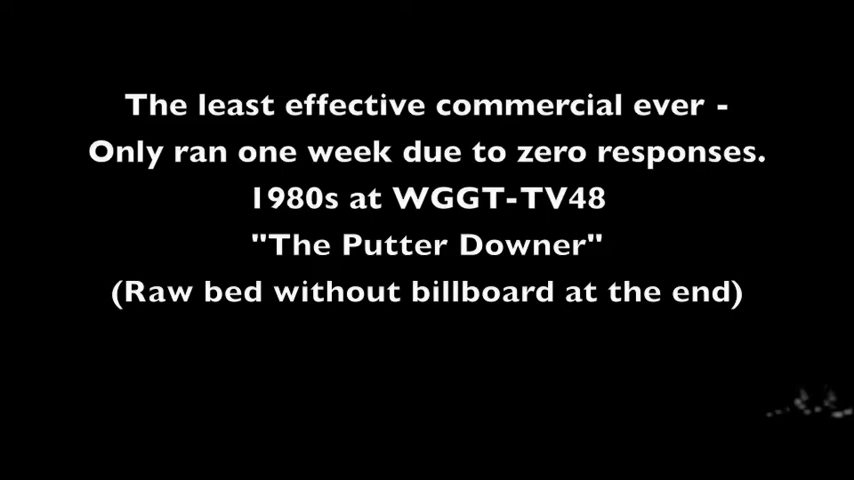 The least effective commercial ever -
Only ran one week due to zero responses.
1980s at WGGT-TV48
"The Putter Downer"
(Raw bed without billboard at the end)